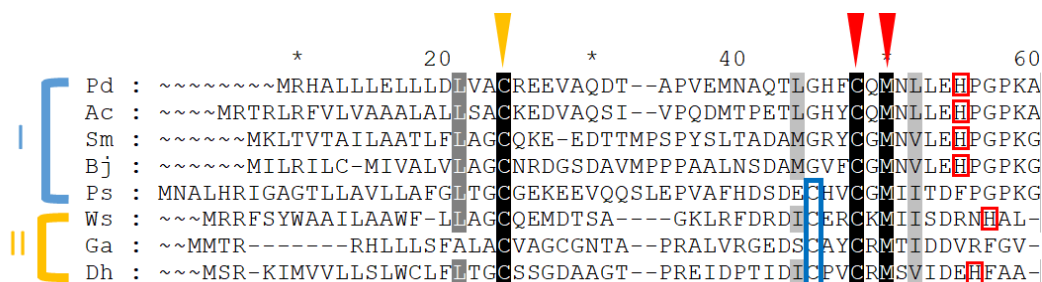 * 20 * 40 * 60
I
Pd : ~~~~~~~~MRHALLLELLLDLVACREEVAQDT--APVEMNAQTLGHFCQMNLLEHPGPKA
Ac : ~~~~MRTRLRFVLVAAALALLSACKEDVAQSI--VPQDMTPETLGHYCQMNLLEHPGPKA
Sm : ~~~~~~MKLTVTAILAATLFLAGCQKE-EDTTMPSPYSLTADAMGRYCGMNVLEHPGPKG
Bj : ~~~~~~MILRILC-MIVALVLAGCNRDGSDAVMPPPAALNSDAMGVFCGMNVLEHPGPKG
Ps : MNALHRIGAGTLLAVLLAFGLTGCGEKEEVQQSLEPVAFHDSDECHVCGMIITDFPGPKG
II
Ws : ~~~MRRFSYWAAILAAWF-LLAGCQEMDTSA----GKLRFDRDICERCKMIISDRNHAL-
Ga : ~~MMTR-------RHLLLSFALACVAGCGNTA--PRALVRGEDSCAYCRMTIDDVRFGV-
Dh : ~~~MSR-KIMVVLLSLWCLFLTGCSSGDAAGT--PREIDPTIDICPVCRMSVIDEHFAA-